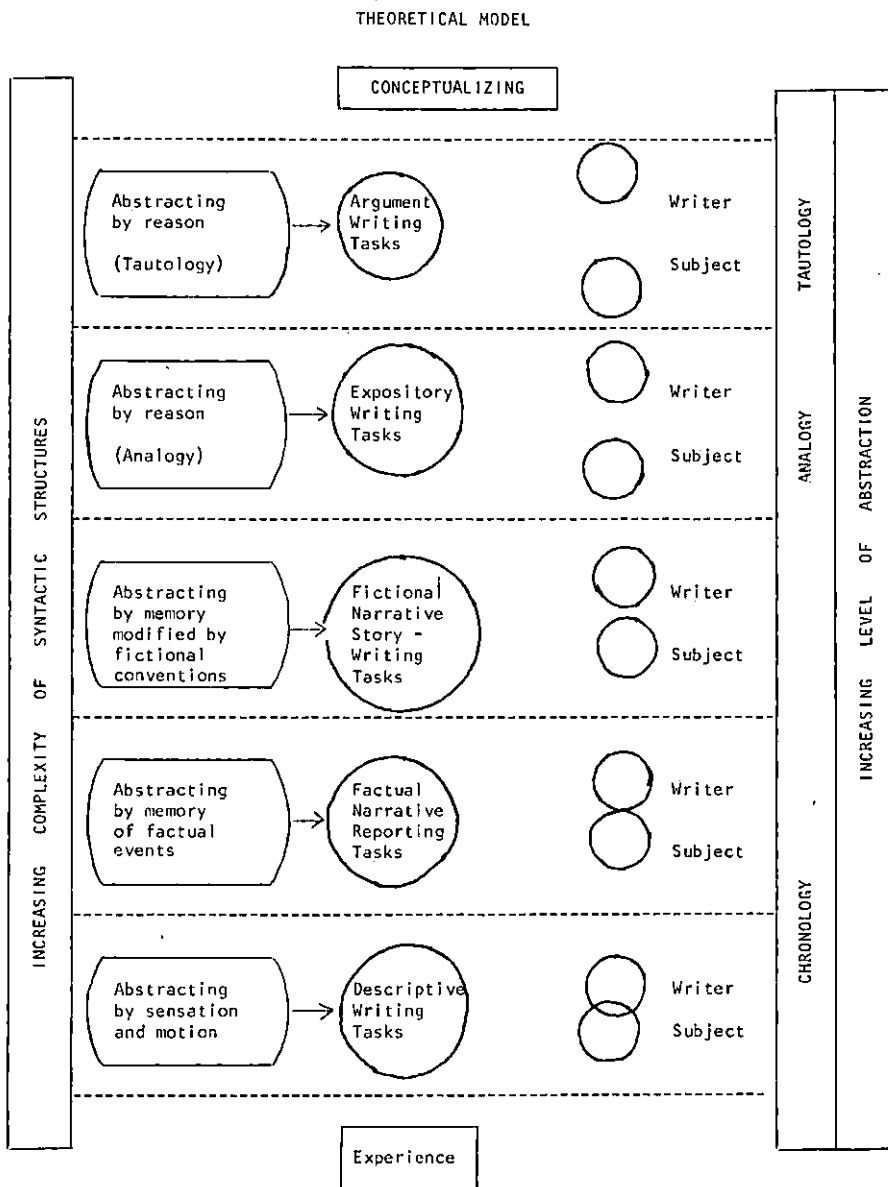 THEORETICAL MODEL
CONCEPTUALIZING
INCREASING COMPLEXITY OF SYNTACTIC STRUCTURES
Abstracting
by reason
(Tautology)
Argument
Writing
Tasks
Writer
Subject
TAUTOLOGY
Abstracting
by reason
(Analogy)
Expository
Writing
Tasks
Writer
Subject
ANALOGY
Abstracting
by memory
modified by
fictional
conventions
Fictional
Narrative
Story -
Writing
Tasks
Writer
Subject
Abstracting
by memory
of factual
events
Factual
Narrative
Reporting
Tasks
Writer
Subject
CHRONOLOGY
Abstracting
by sensation
and motion
Descriptive
Writing
Tasks
Writer
Subject
INCREASING LEVEL OF ABSTRACTION
Experience